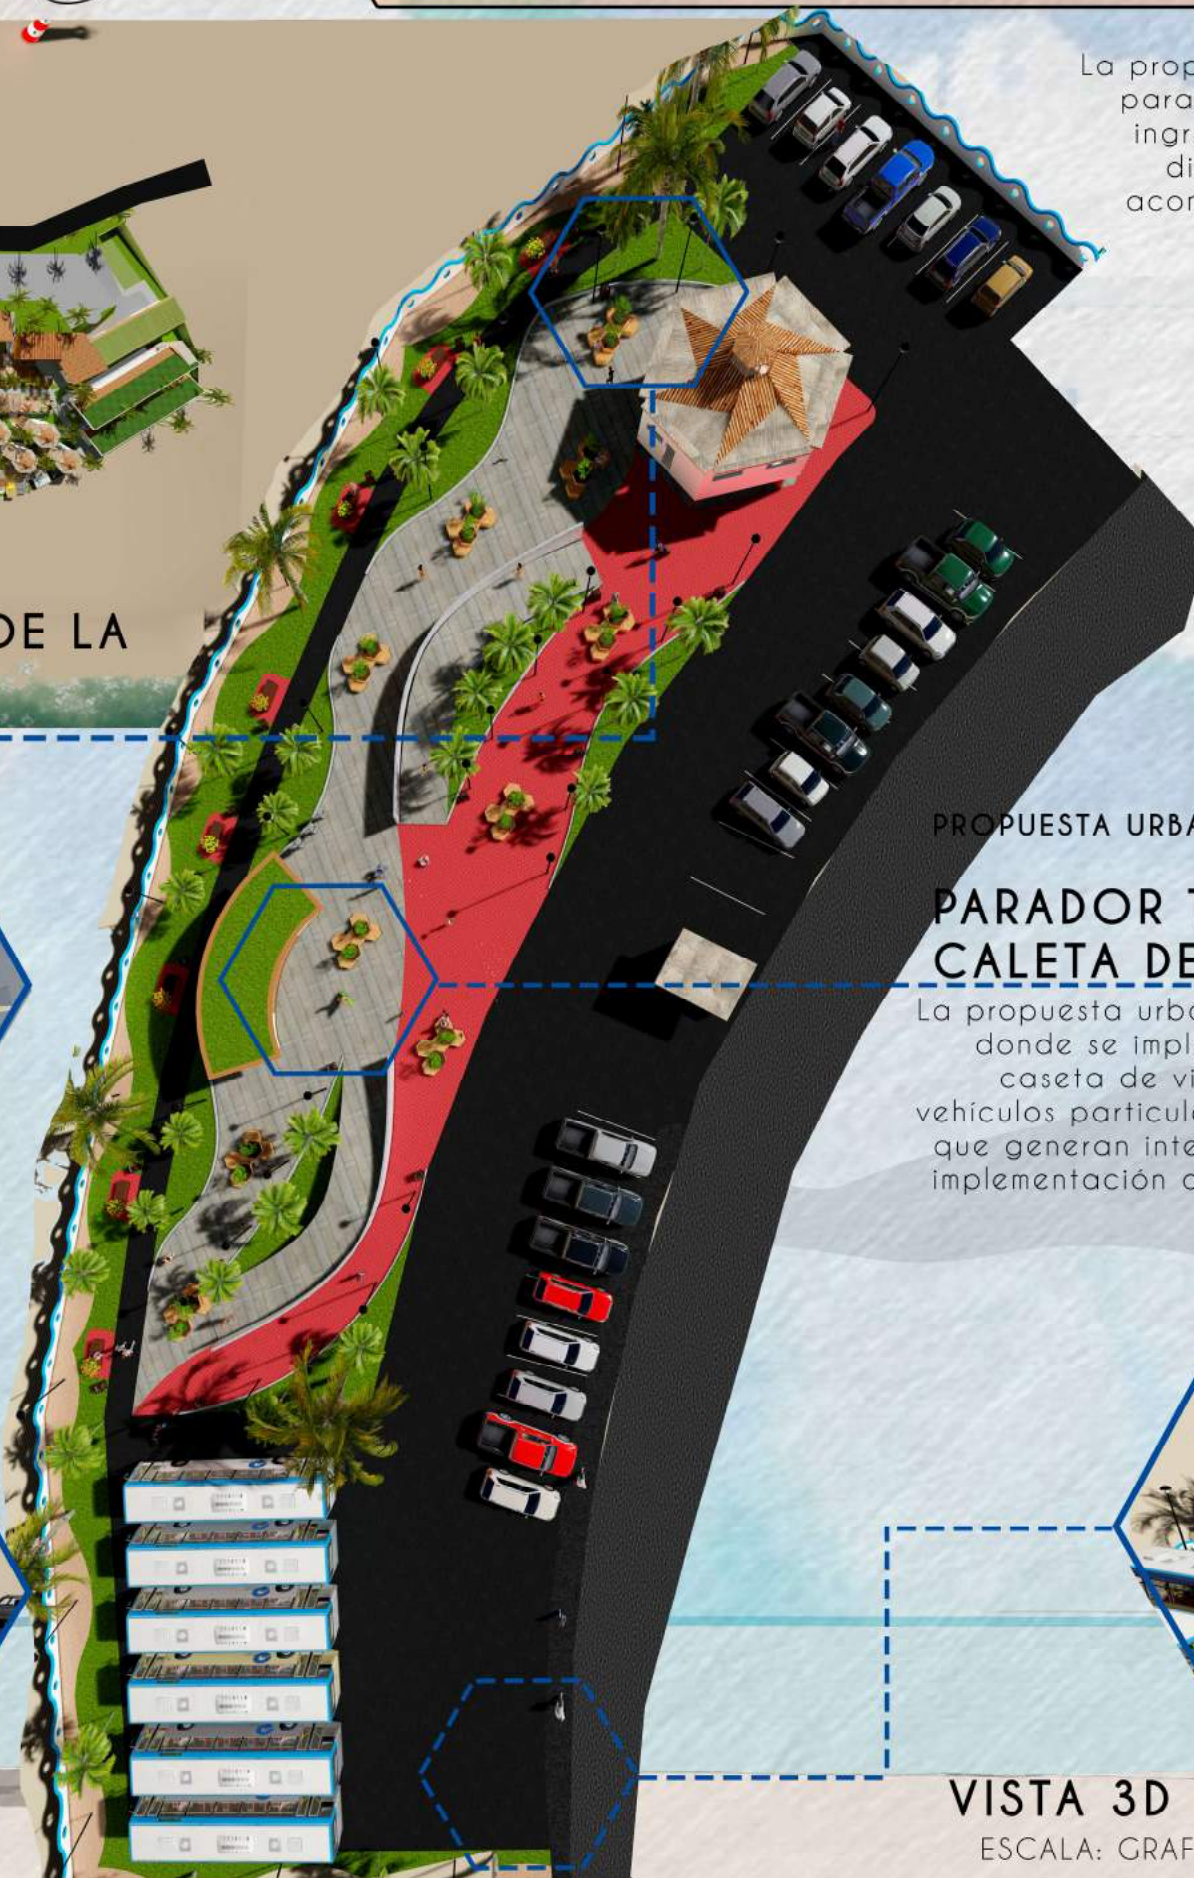 La prop
para
ingr
di
acor
DE LA
PROPUESTA URBA
PARADOR T
CALETA DE
La propuesta urba
donde se impl
caseta de vi
vehículos particula
que generan inte
implementación d
VISTA 3D
ESCALA: GRAF